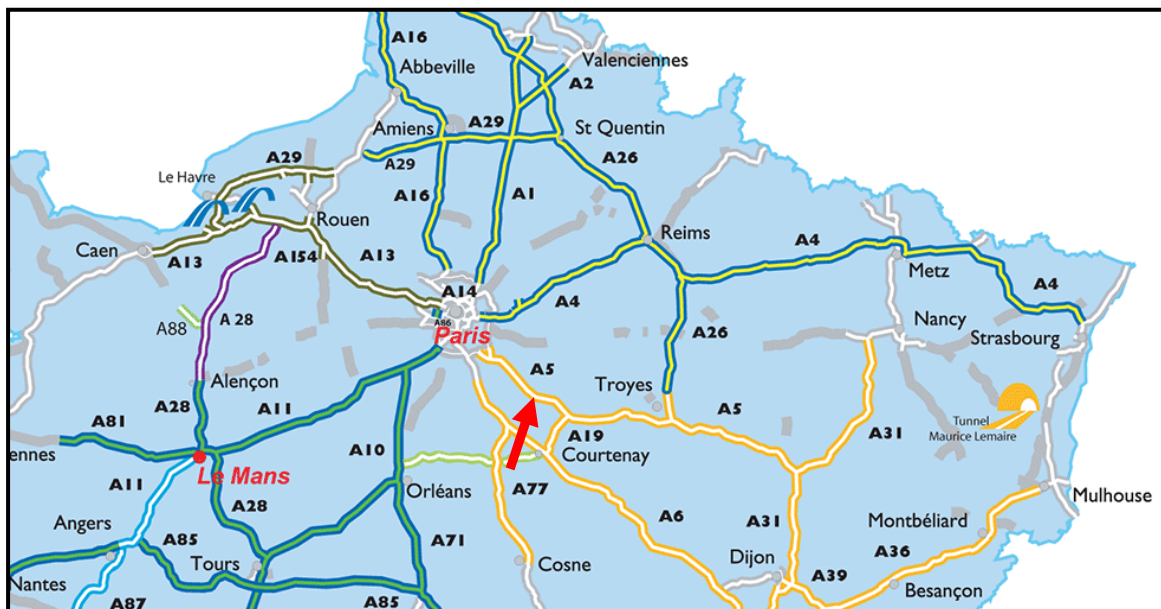 A16
Valenciennes
Abbeville
A2
Amiens
A29
St Quentin
A29
A29
A26
Le Havre
A16
A1
Rouen
Reims
Caen
A4
A13
A154
A13
Metz
A14
A4
A4
A86
A88
A 28
Paris
Nancy
A26
Strasbourg
A5
Alençon
Troyes
A28
A11
A5
A81
Tunnel
Maurice Lemaire
A31
A19
ennes
A10
Courtenay
Le Mans
A11
A77
Orléans
Mulhouse
A28
Angers
A6
A31
Montbéliard
A85
A71
Tours
Dijon
A36
Nantes
Cosne
A39
Besançon
A87
A85